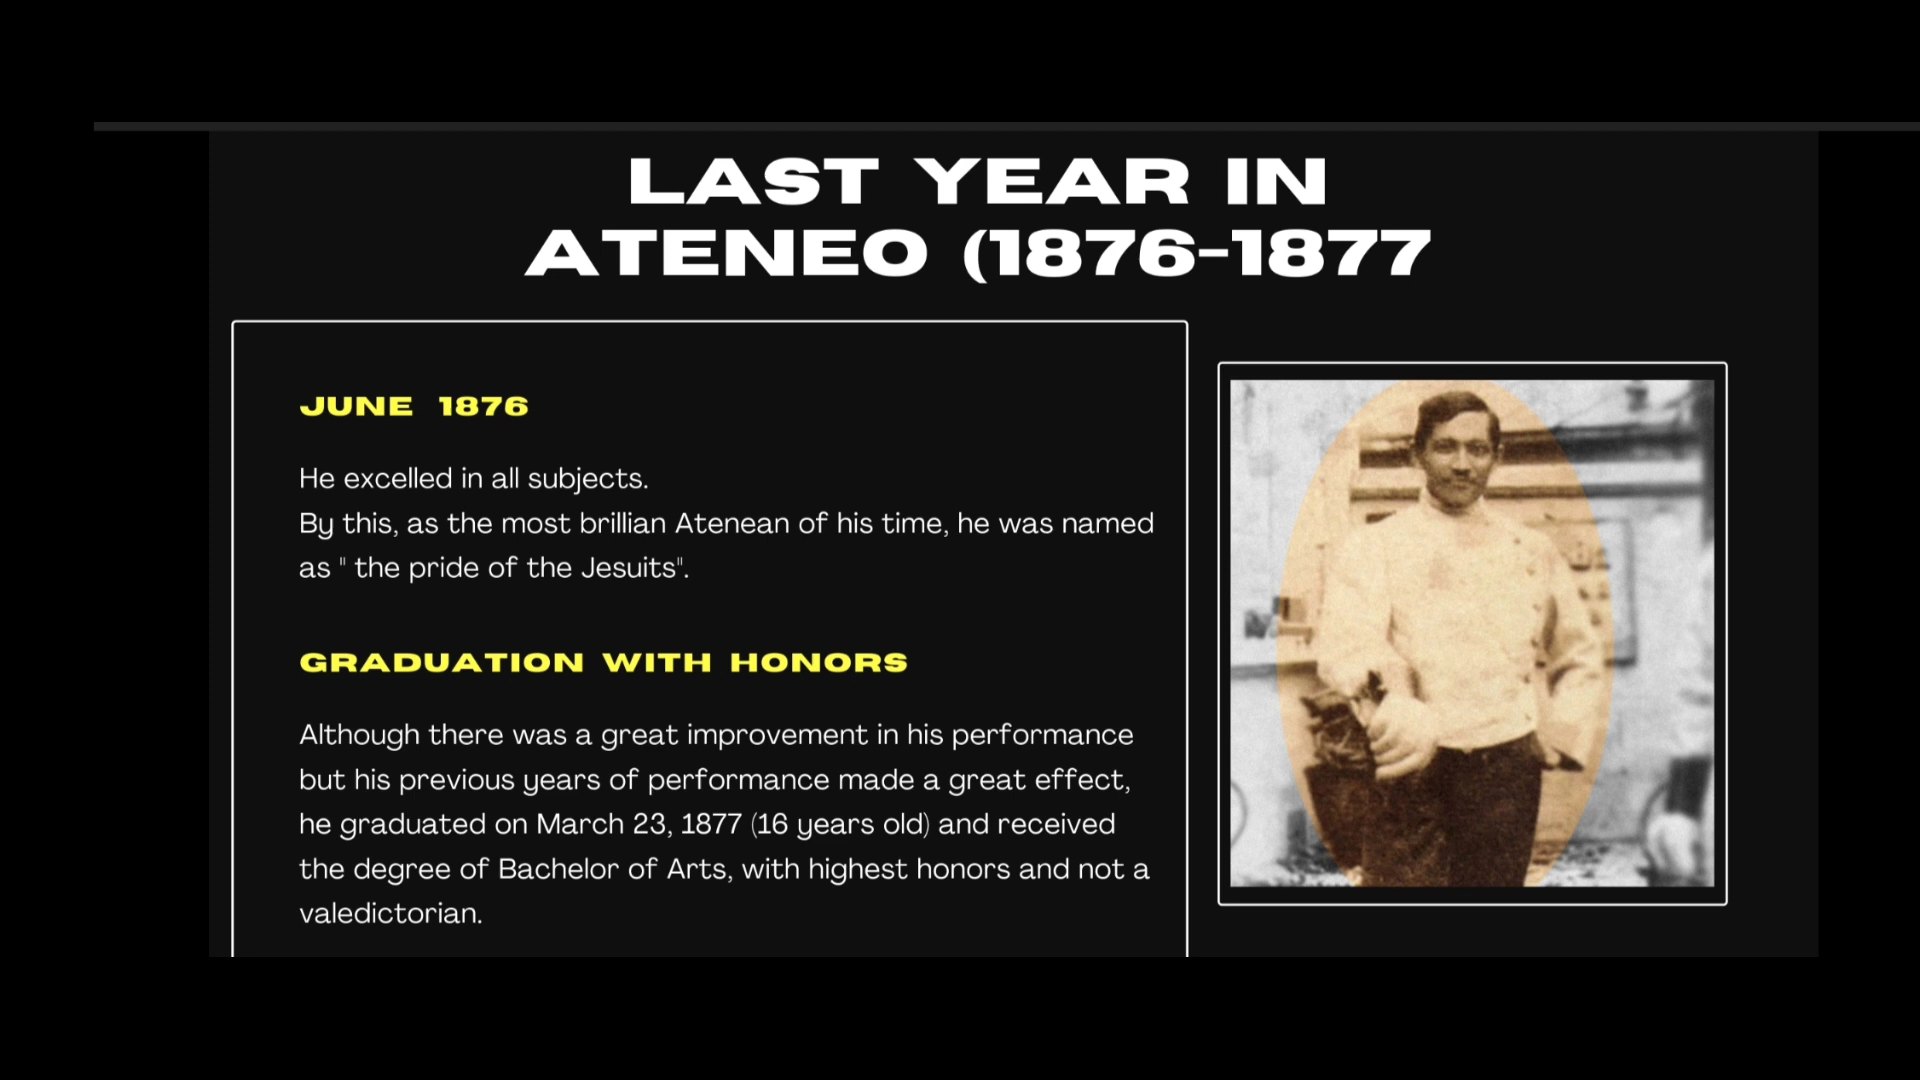 LAST YEAR IN
ATENEO (1876-1877
JUNE 1876
He excelled in all subjects.
By this, as the most brillian Atenean of his time, he was named
as " the pride of the Jesuits".
GRADUATION WITH HONORS
Although there was a great improvement in his performance
but his previous years of performance made a great effect,
he graduated on March 23, 1877 (16 years old) and received
the degree of Bachelor of Arts, with highest honors and not a
valedictorian.